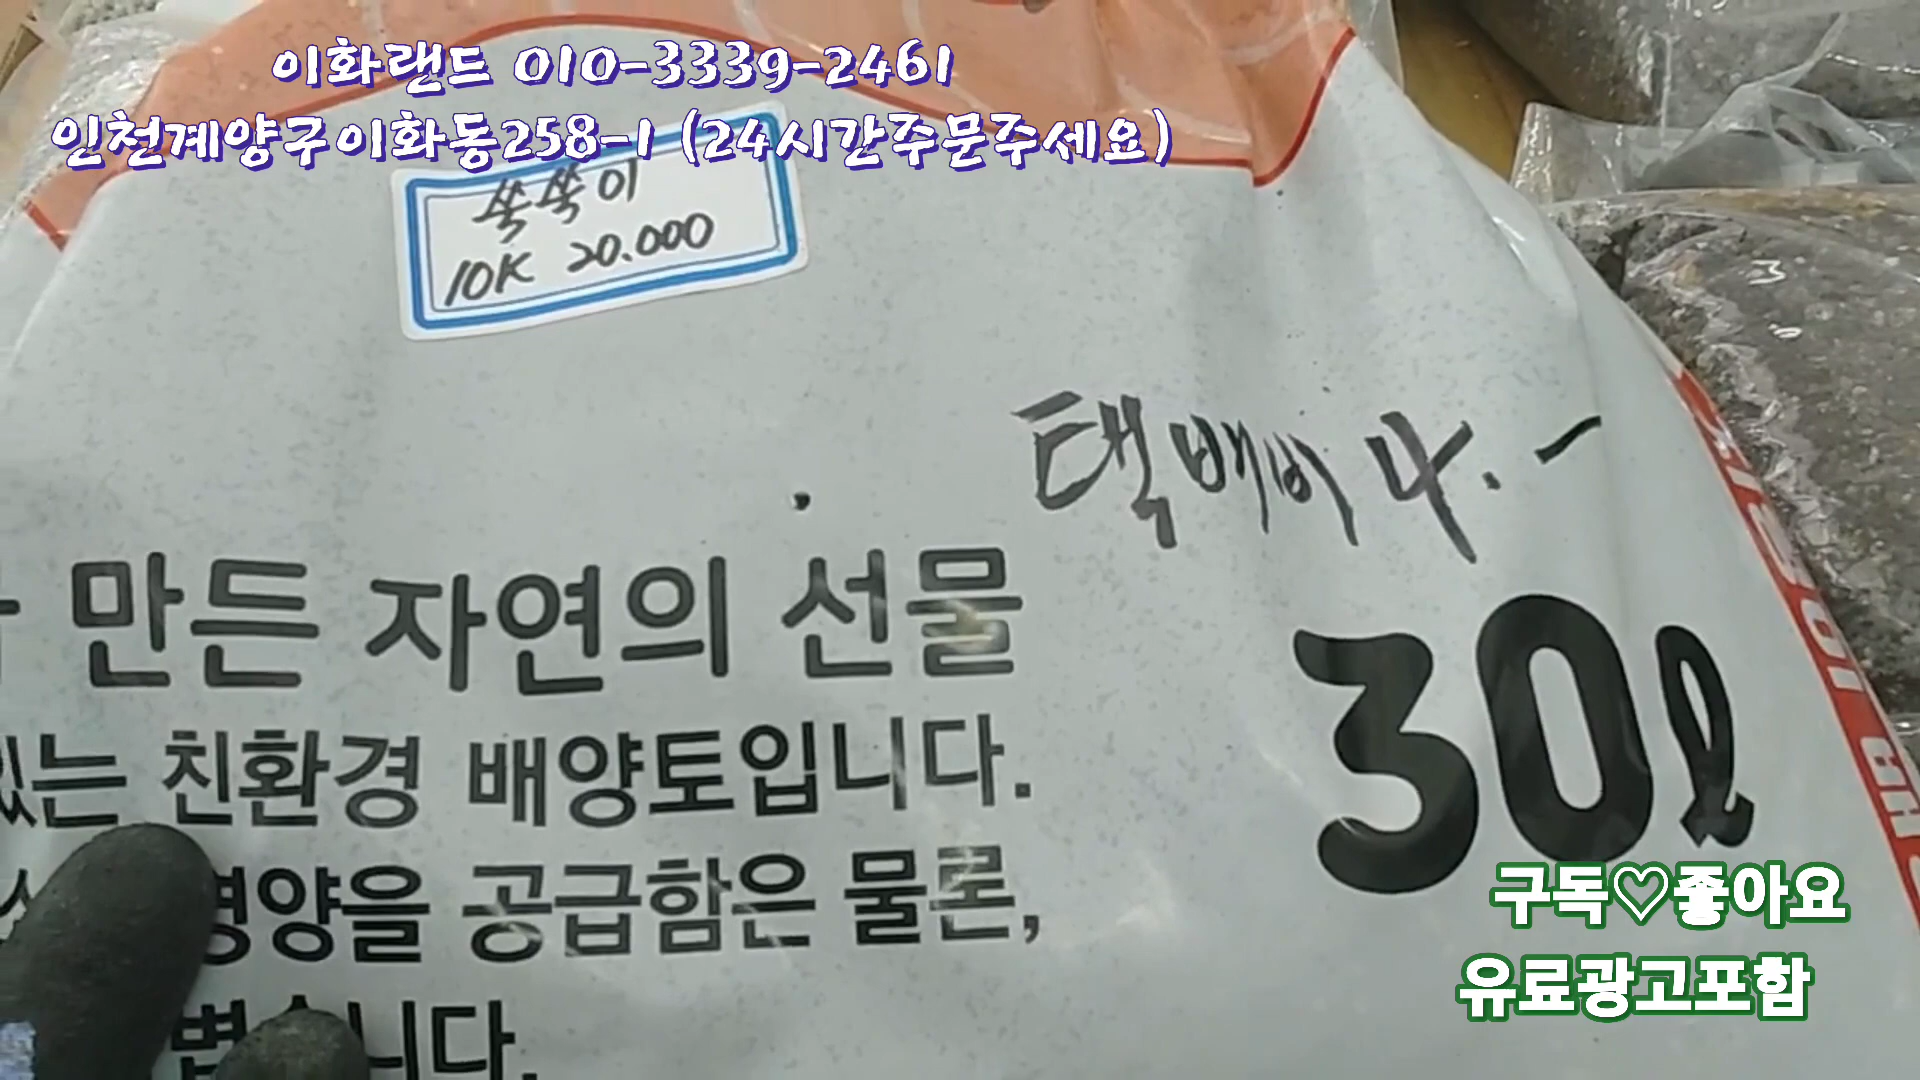 이화랜드 010-3339-2461
인천계양구이화동258-1 (24시간주문주세요)
쑥쑥이
10K 20.000
택배비 4.-
만든 자연의 선물
30ℓ
있는 친환경 배양토입니다.
영양을 공급함은 물론,
니다.
구독♡좋아요
유료광고포함